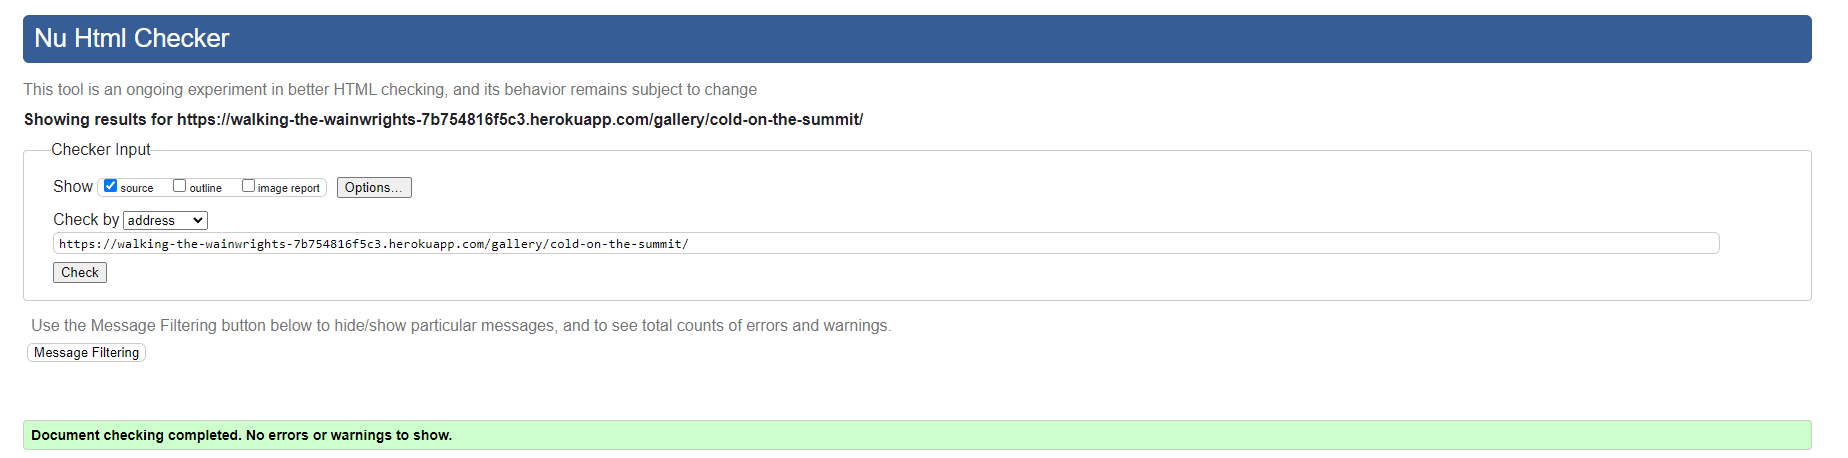 Nu Html Checker
This tool is an ongoing experiment in better HTML checking, and its behavior remains subject to change
Showing results for https://walking-the-wainwrights-7b754816f5c3.herokuapp.com/gallery/cold-on-the-summit/
Checker Input
Show source outline image report Options...
Check by address
https://walking-the-wainwrights-7b754816f5c3.herokuapp.com/gallery/cold-on-the-summit/
Check
Use the Message Filtering button below to hide/show particular messages, and to see total counts of errors and warnings.
Message Filtering
Document checking completed. No errors or warnings to show.